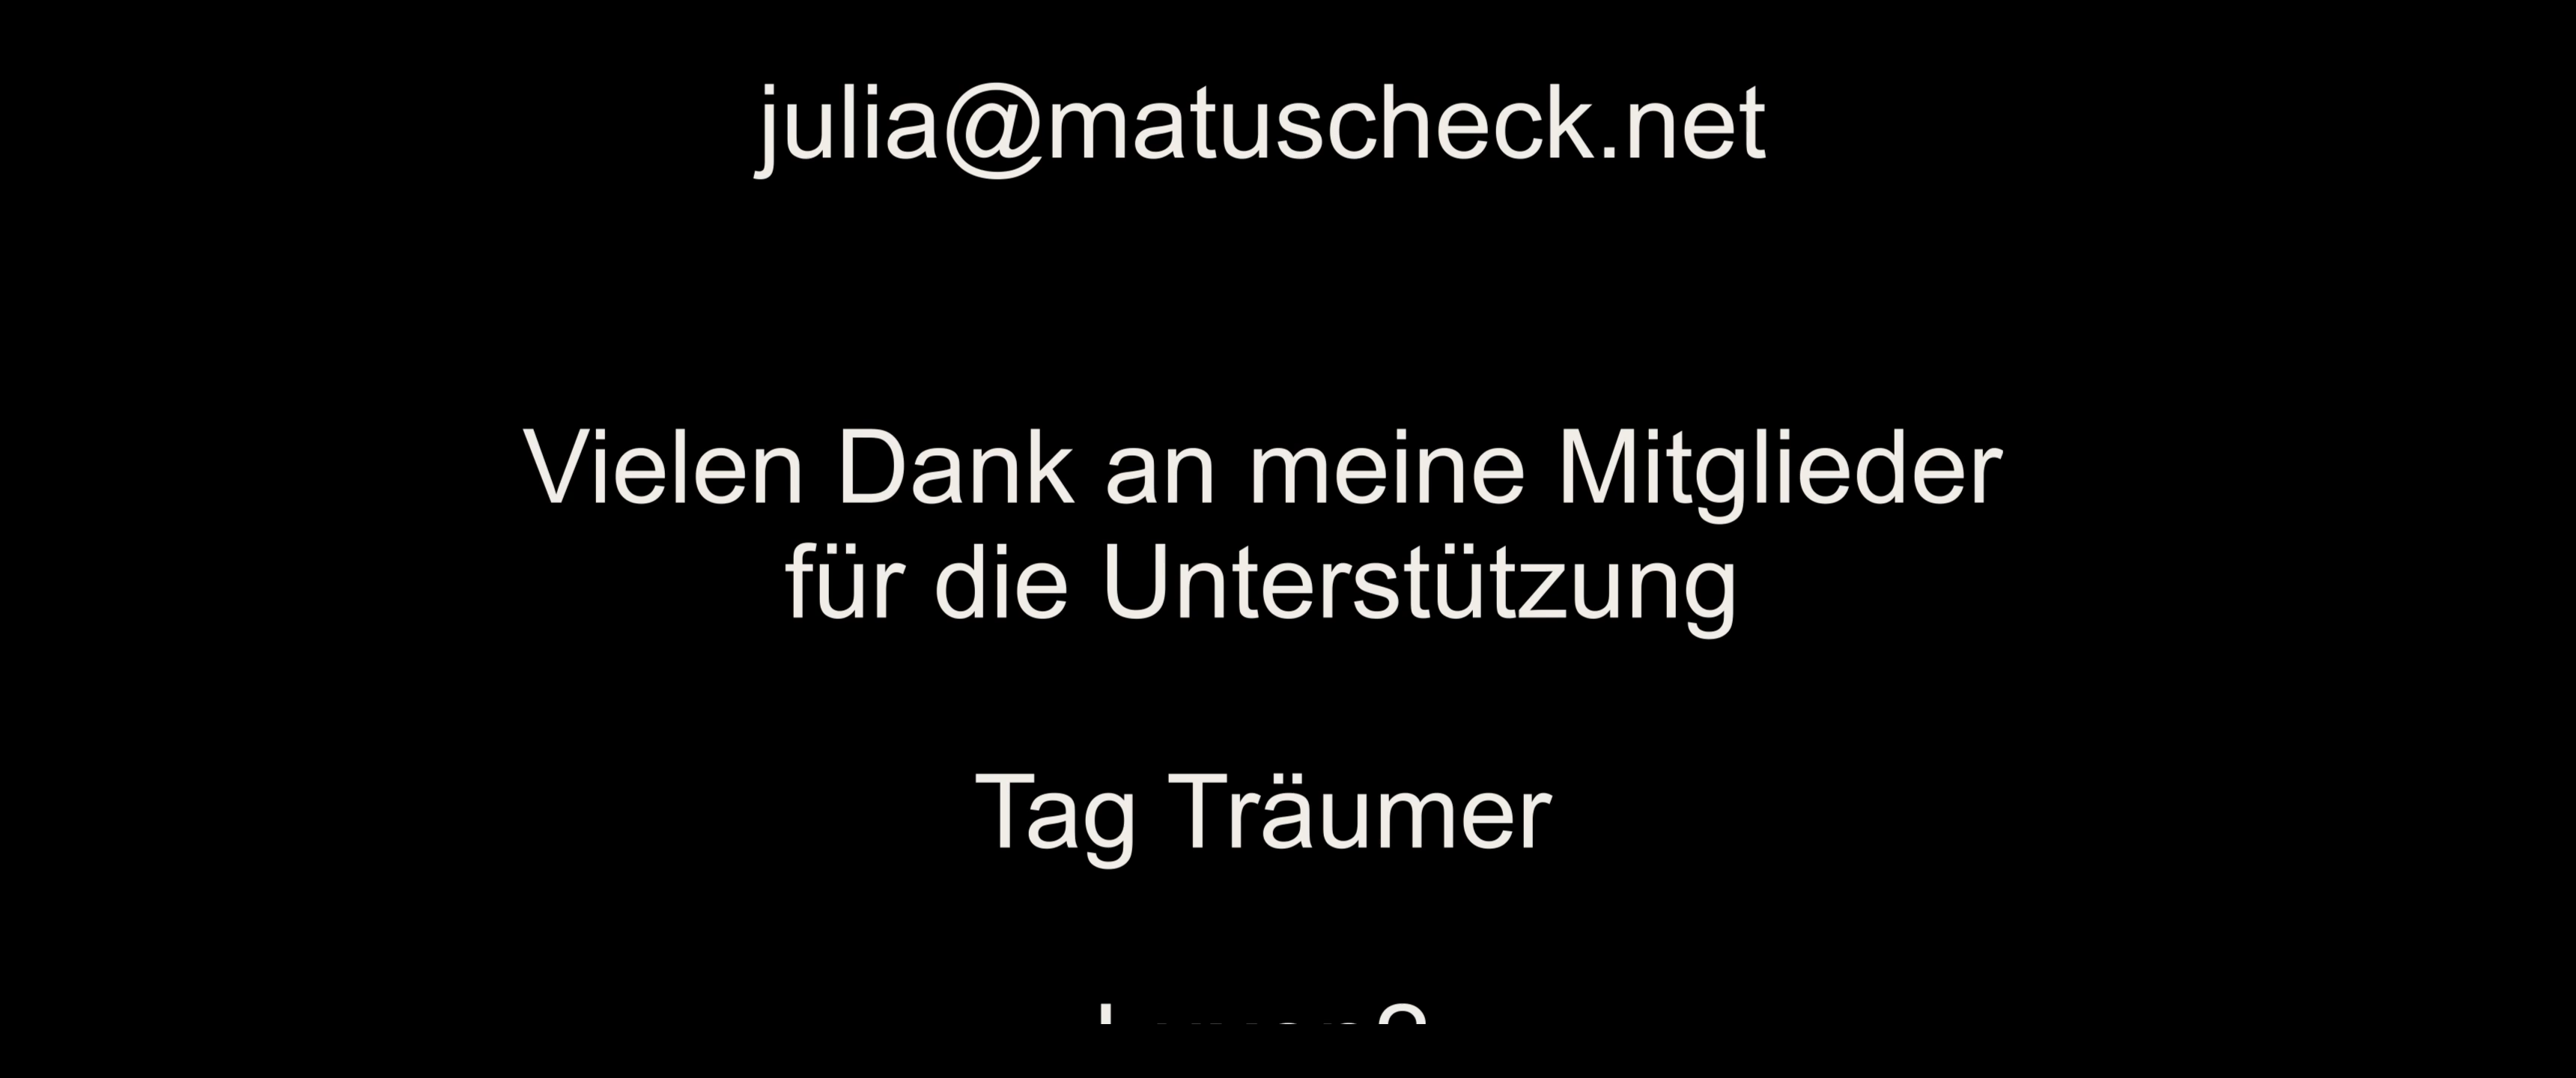 julia@matuscheck.net
Vielen Dank an meine Mitglieder
für die Unterstützung
Tag Träumer